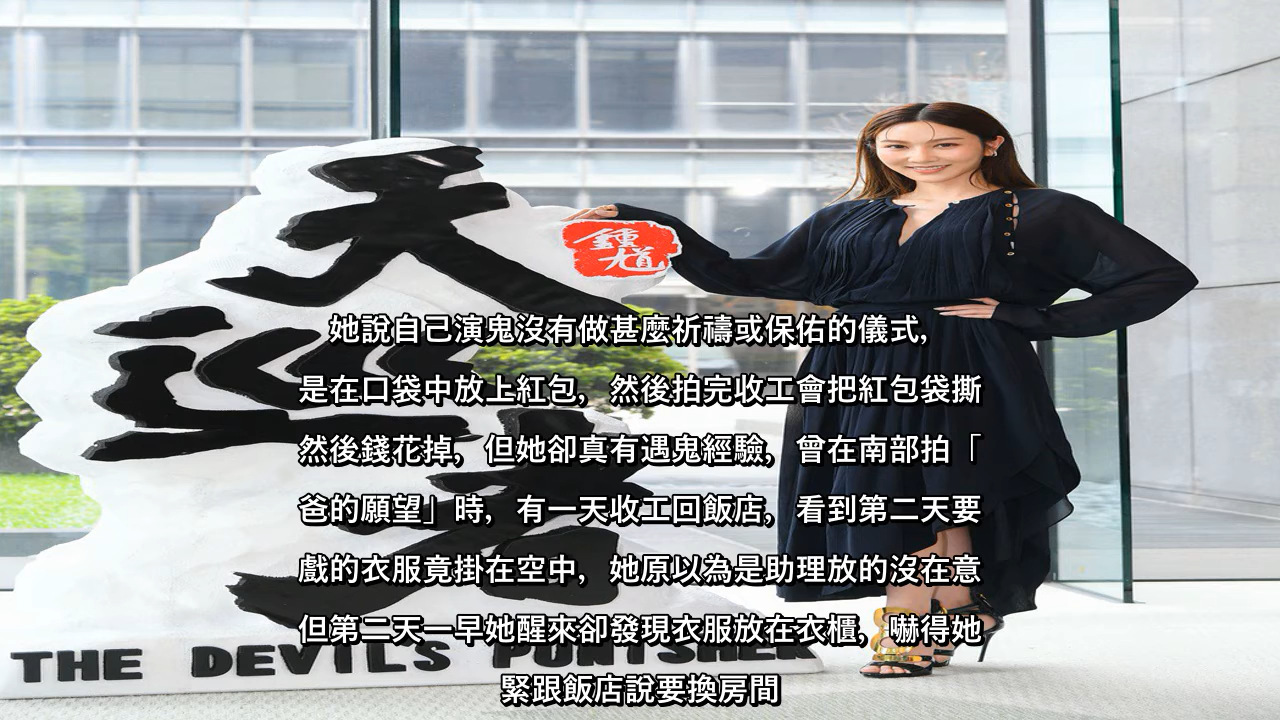 天
巡
者
鍾馗
她說自己演鬼沒有做甚麼祈禱或保佑的儀式,
是在口袋中放上紅包, 然後拍完收工會把紅包袋撕
然後錢花掉, 但她卻真有遇鬼經驗, 曾在南部拍「
爸的願望」時, 有一天收工回飯店, 看到第二天要
戲的衣服竟掛在空中, 她原以為是助理放的沒在意
但第二天一早她醒來卻發現衣服放在衣櫃, 嚇得她
緊跟飯店說要換房間
THE DEVIL'S PUNISHER